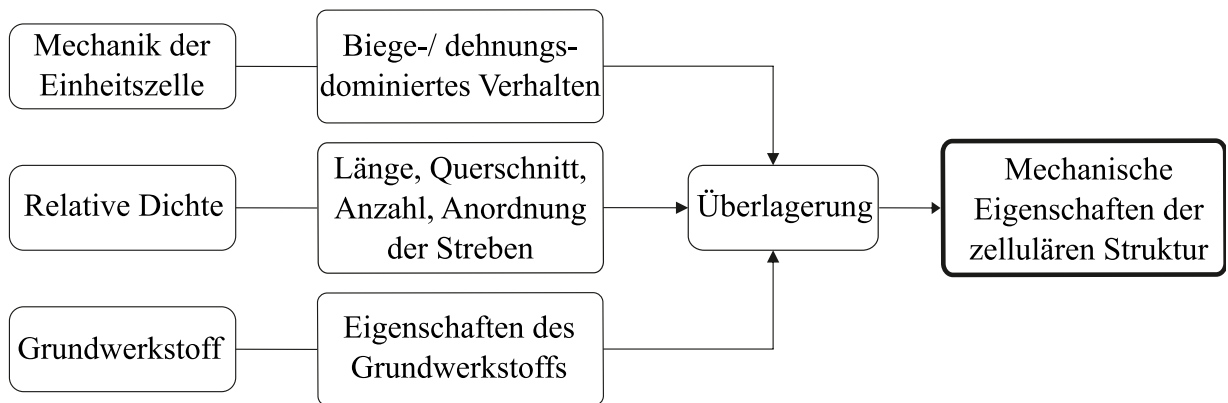 Mechanik der
Einheitszelle
Biege-/ dehnungs-
dominiertes Verhalten
Relative Dichte
Länge, Querschnitt,
Anzahl, Anordnung
der Streben
Überlagerung
Mechanische
Eigenschaften der
zellulären Struktur
Grundwerkstoff
Eigenschaften des
Grundwerkstoffs